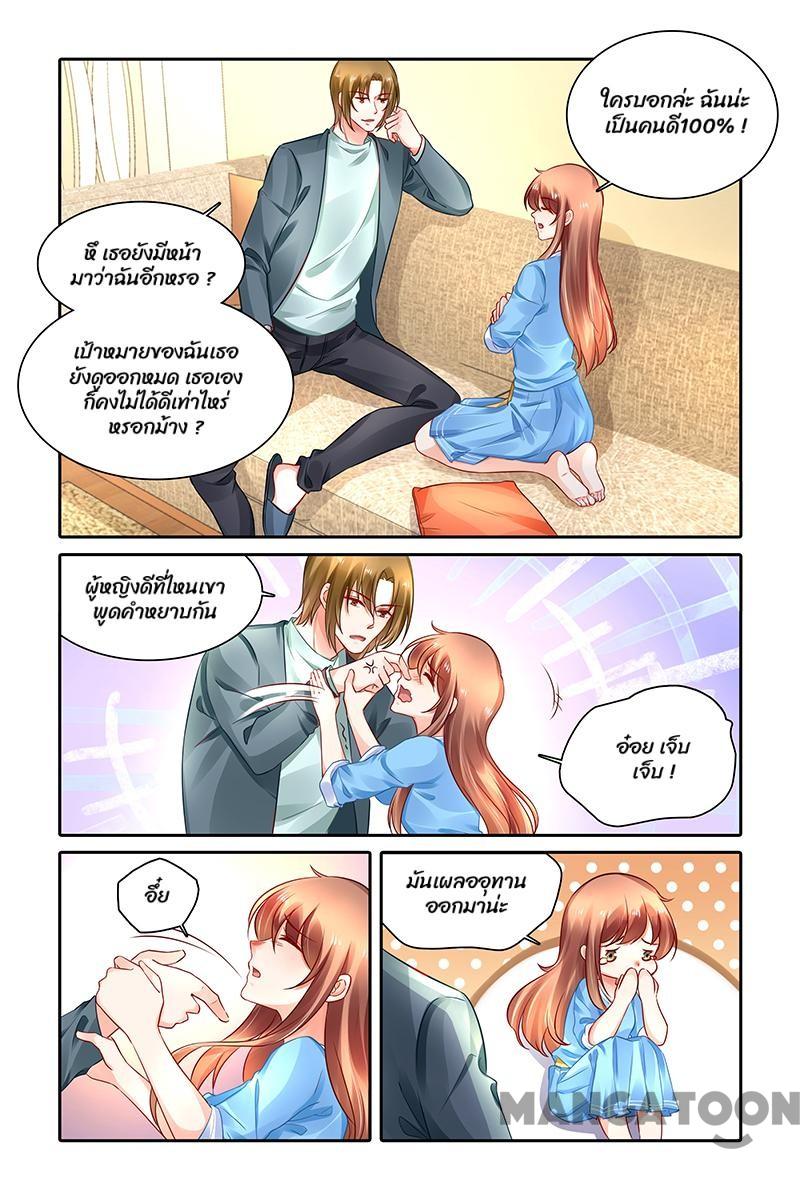 ใครบอกล่ะ ฉันน่ะ
เป็นคนดี100% !
หึ เธอยังมีหน้า
มาว่าฉันอีกหรอ ?
เป้าหมายของฉันเธอ
ยังดูออกหมด เธอเอง
ก็คงไม่ได้ดีเท่าไหร่
หรอกม้าง ?
ผู้หญิงดีที่ไหนเขา
พูดคำหยาบกัน
อ๋อย เจ็บ
เจ็บ !
อึ๋ย
มันเผลออุทาน
ออกมาน่ะ
MANGATOON